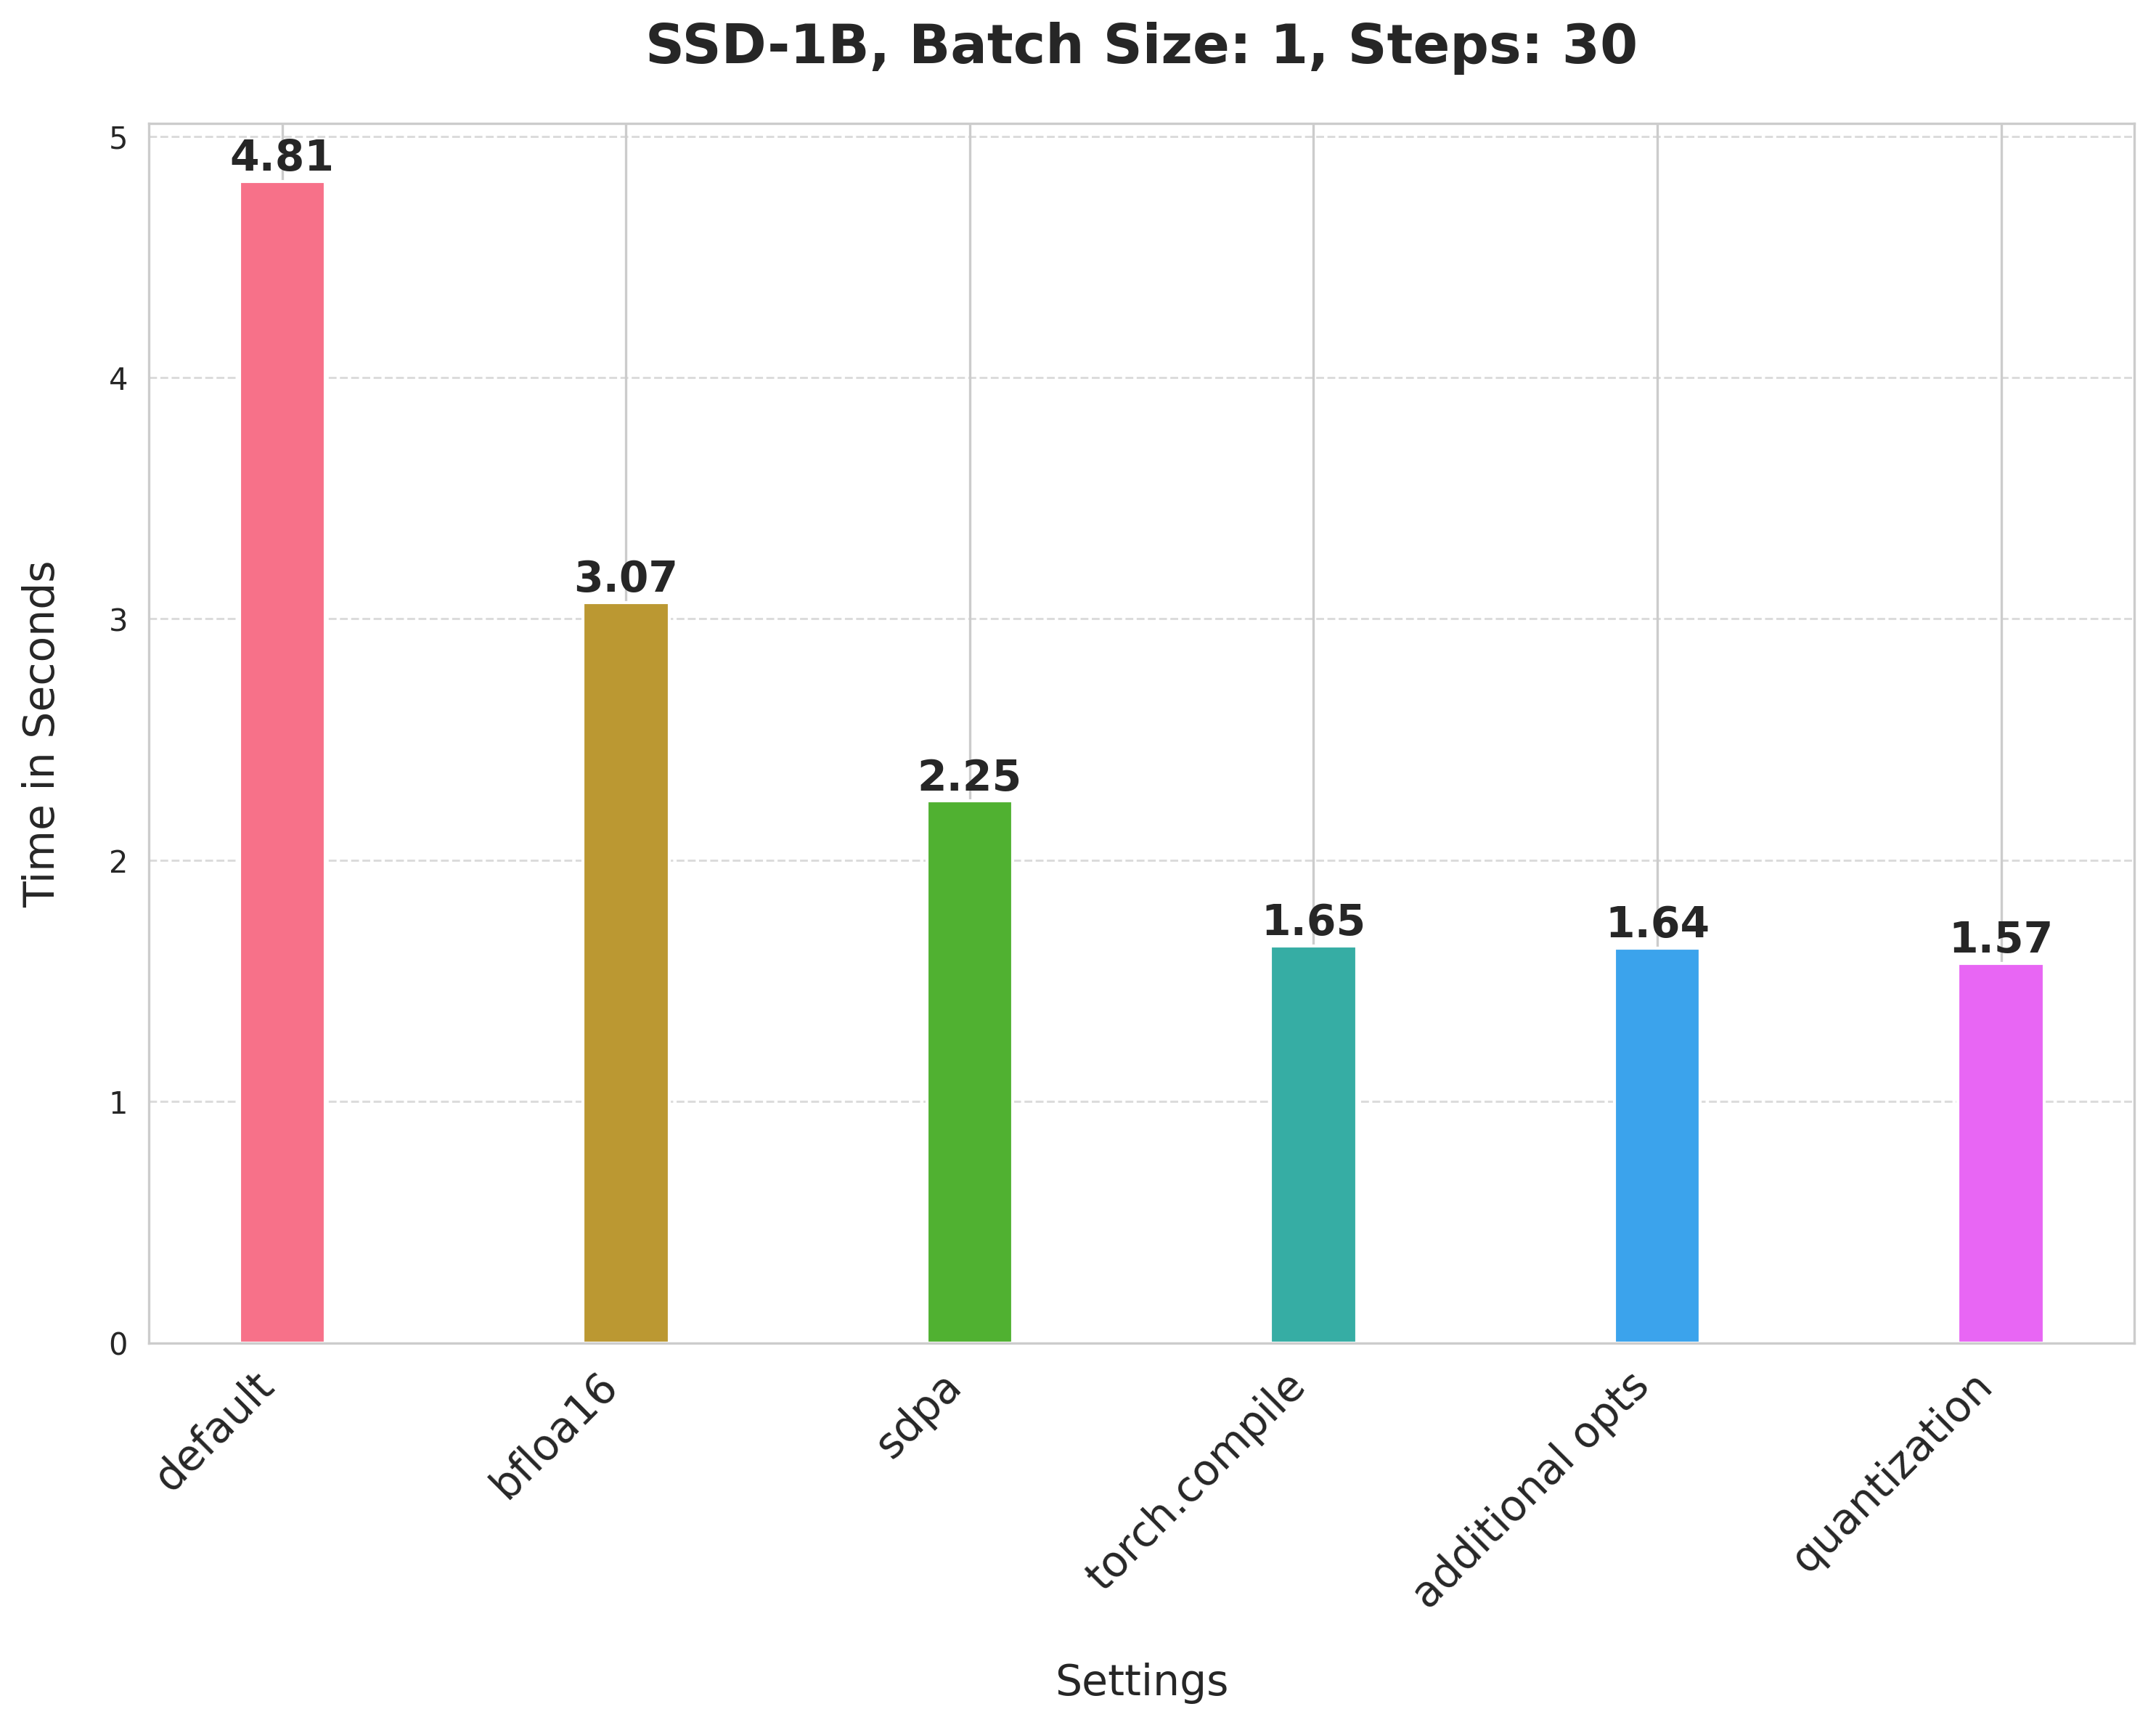 SSD-1B, Batch Size: 1, Steps: 30
Time in Seconds
5
4
3
2
1
0
4.81
3.07
2.25
1.65
1.64
1.57
default
bfloa16
sdpa
torch.compile
additional opts
quantization
Settings